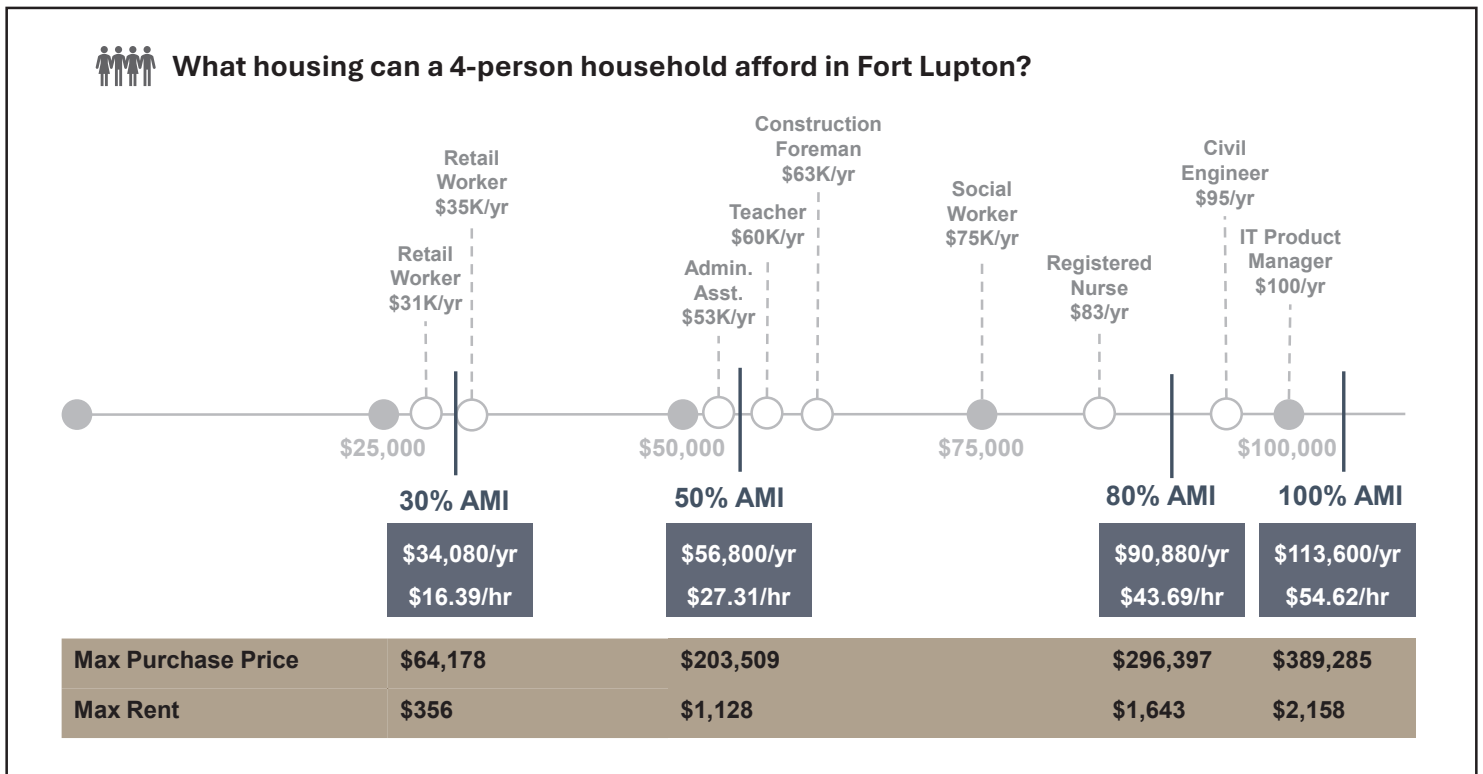 What housing can a 4-person household afford in Fort Lupton?
Retail
Worker
$31K/yr
Retail
Worker
$35K/yr
Admin.
Asst.
$53K/yr
Teacher
$60K/yr
Construction
Foreman
$63K/yr
Social
Worker
$75K/yr
Registered
Nurse
$83/yr
Civil
Engineer
$95/yr
IT Product
Manager
$100/yr
$25,000
$50,000
$75,000
$100,000
30% AMI
$34,080/yr
$16.39/hr
50% AMI
$56,800/yr
$27.31/hr
80% AMI
$90,880/yr
$43.69/hr
100% AMI
$113,600/yr
$54.62/hr
Max Purchase Price $64,178 $203,509 $296,397 $389,285
Max Rent $356 $1,128 $1,643 $2,158